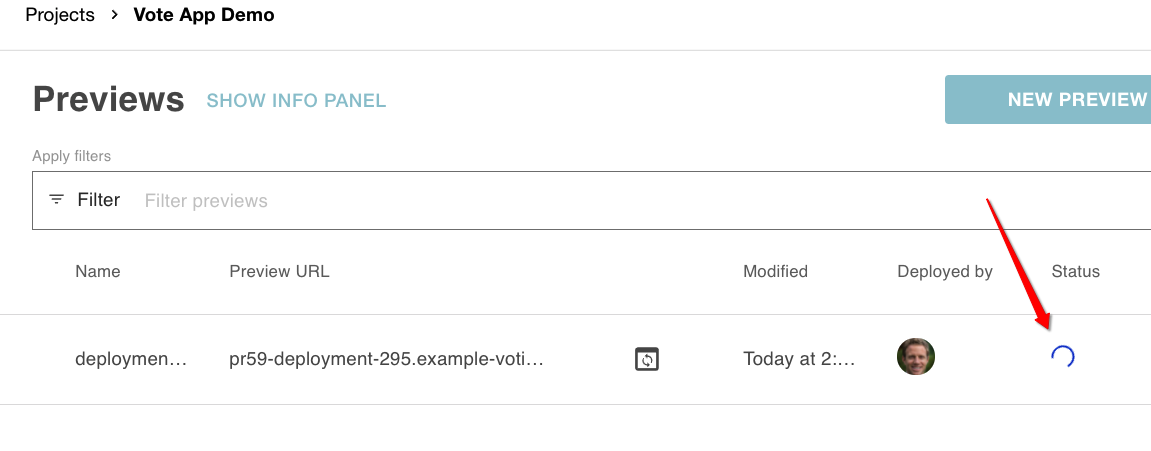 Projects > Vote App Demo
Previews SHOW INFO PANEL NEW PREVIEW
Apply filters
Filter Filter previews
Name Preview URL Modified Deployed by Status
deploymen… pr59-deployment-295.example-voti… Today at 2:…